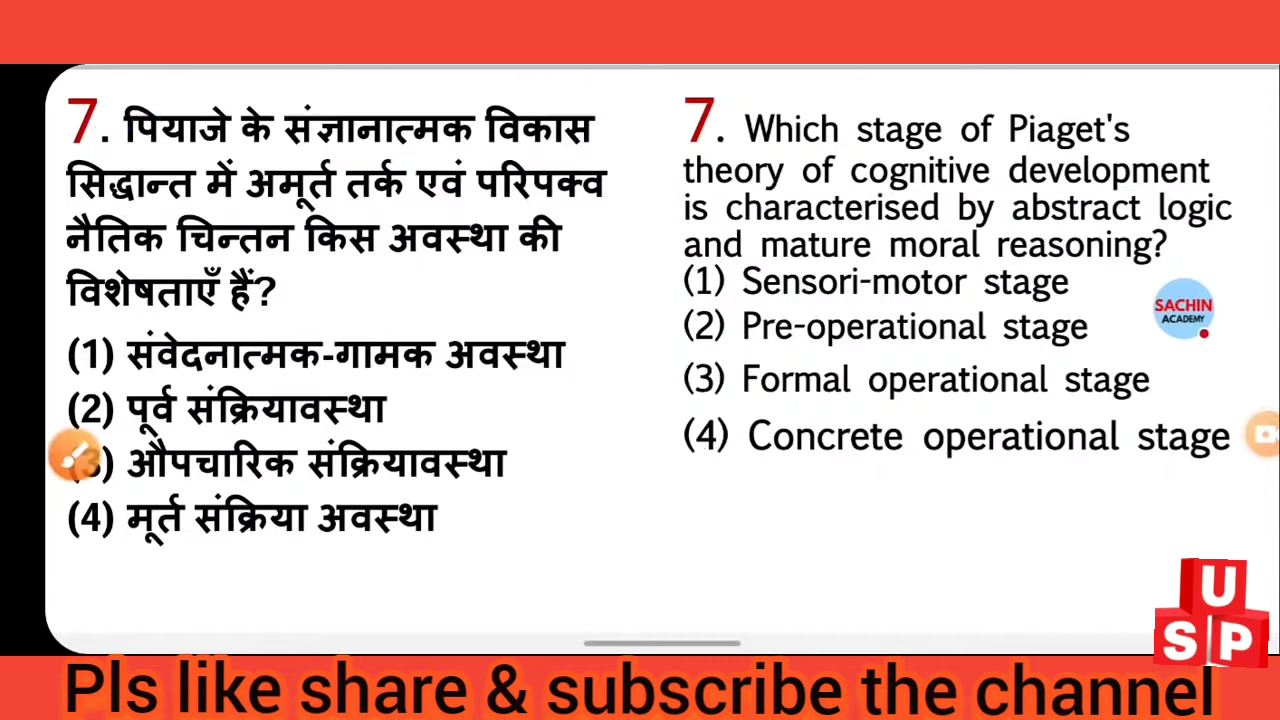 7. पियाजे के संज्ञानात्मक विकास
सिद्धान्त में अमूर्त तर्क एवं परिपक्व
नैतिक चिन्तन किस अवस्था की
विशेषताएँ हैं?
(1) संवेदनात्मक-गामक अवस्था
(2) पूर्व संक्रियावस्था
3) औपचारिक संक्रियावस्था
(4) मूर्त संक्रिया अवस्था
7. Which stage of Piaget's
theory of cognitive development
is characterised by abstract logic
and mature moral reasoning?
(1) Sensori-motor stage
(2) Pre-operational stage
(3) Formal operational stage
(4) Concrete operational stage
SACHIN
ACADEMY
U
S P
Pls like share & subscribe the channel